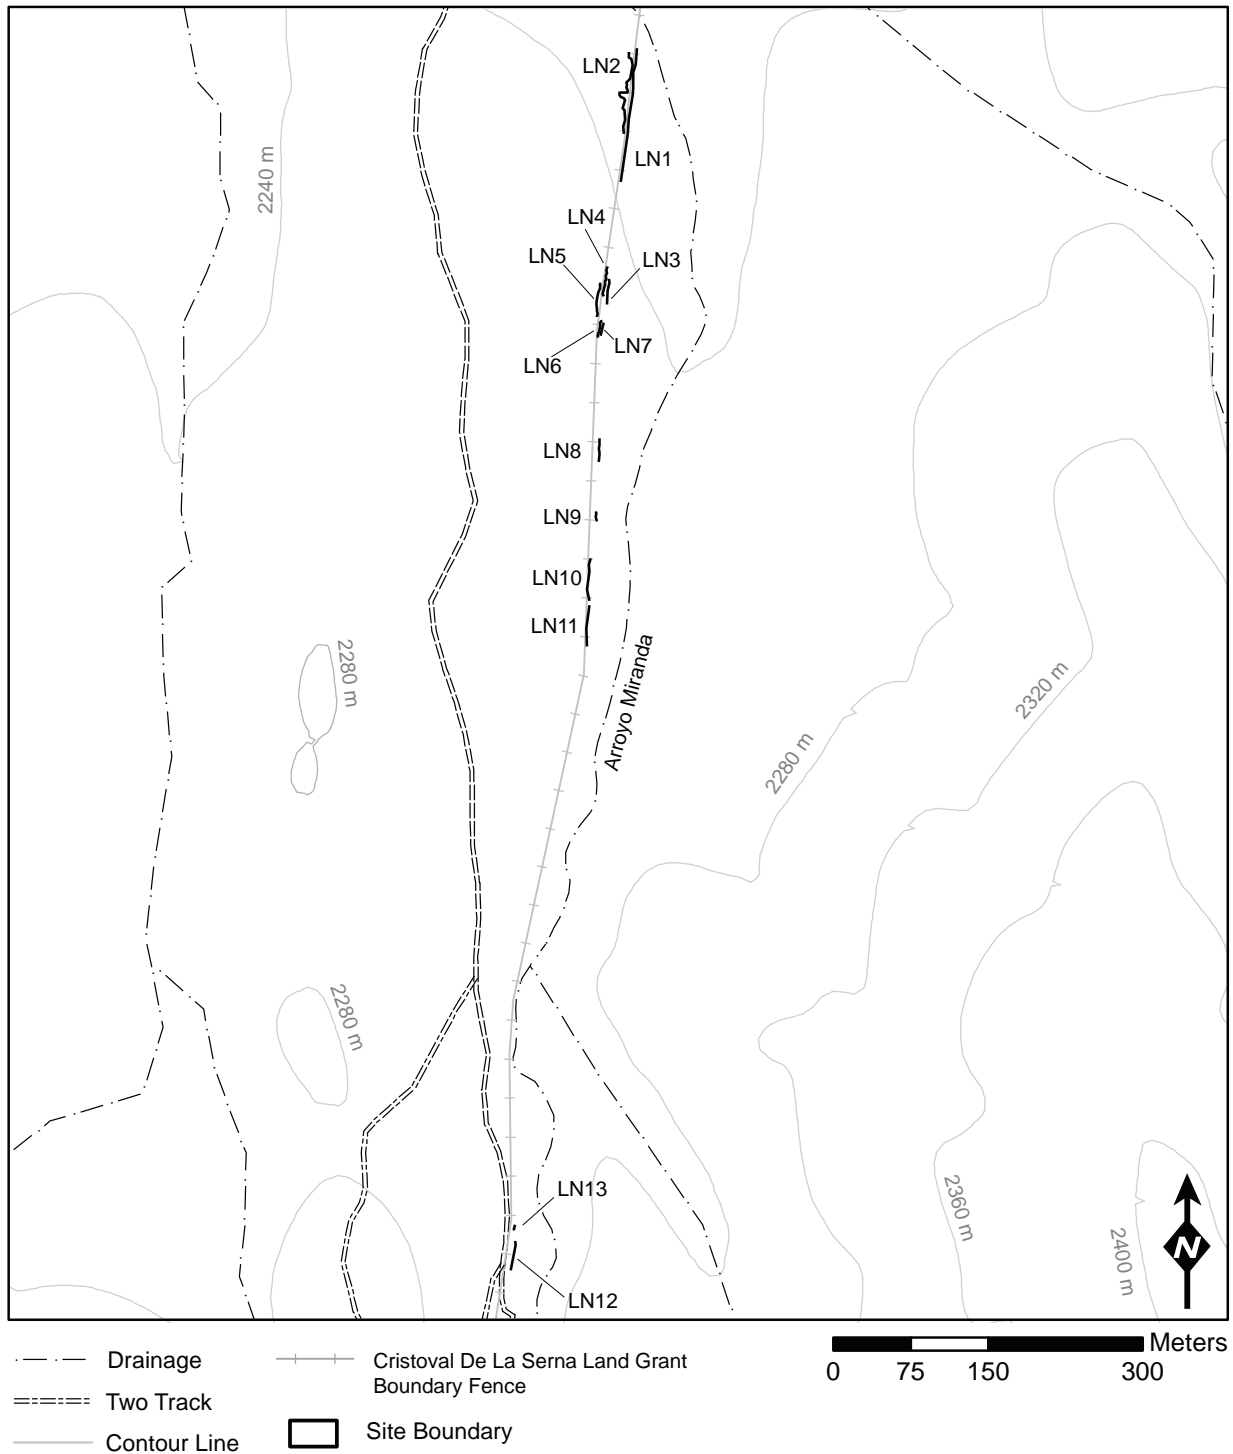 LN2
LN1
2240 m
LN4
LN5
LN3
LN7
LN6
LN8
LN9
LN10
LN11
Arroyo Miranda
2280 m
2320 m
2280 m
2280 m
LN13
2360 m
2400 m
N
LN12
Drainage
Two Track
Contour Line
Cristoval De La Serna Land Grant
Boundary Fence
Site Boundary
Meters
0 75 150 300